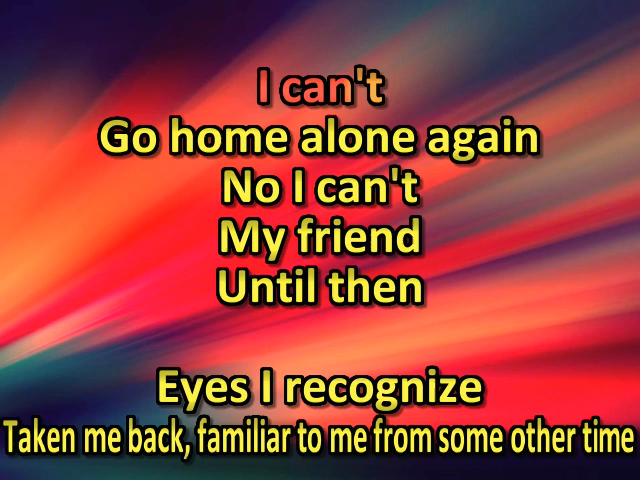 I can't
Go home alone again
No I can't
My friend
Until then
Eyes I recognize
Taken me back, familiar to me from some other time